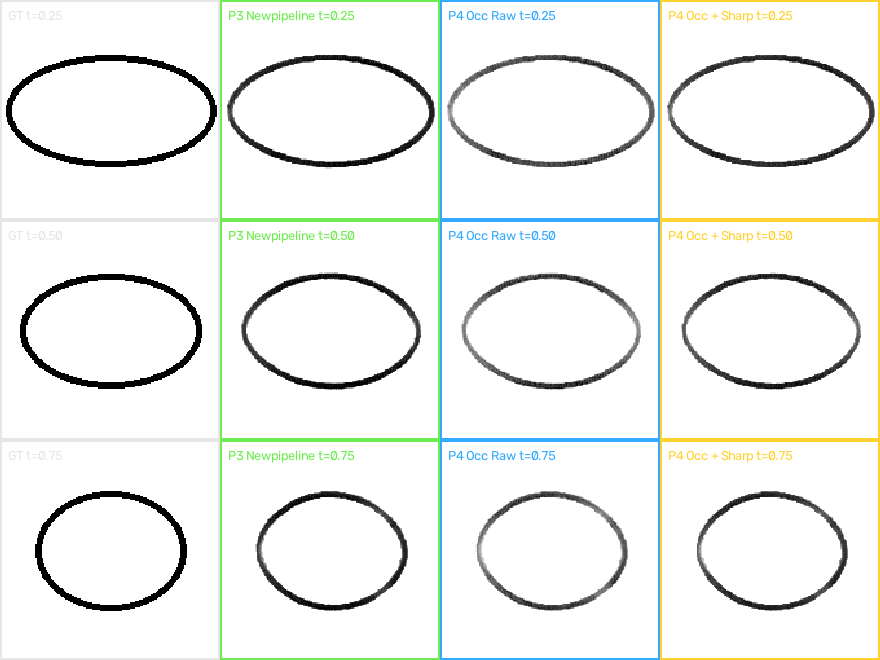 GT t=0.25
P3 Newpipeline t=0.25
P4 Occ Raw t=0.25
P4 Occ + Sharp t=0.25
GT t=0.50
P3 Newpipeline t=0.50
P4 Occ Raw t=0.50
P4 Occ + Sharp t=0.50
GT t=0.75
P3 Newpipeline t=0.75
P4 Occ Raw t=0.75
P4 Occ + Sharp t=0.75